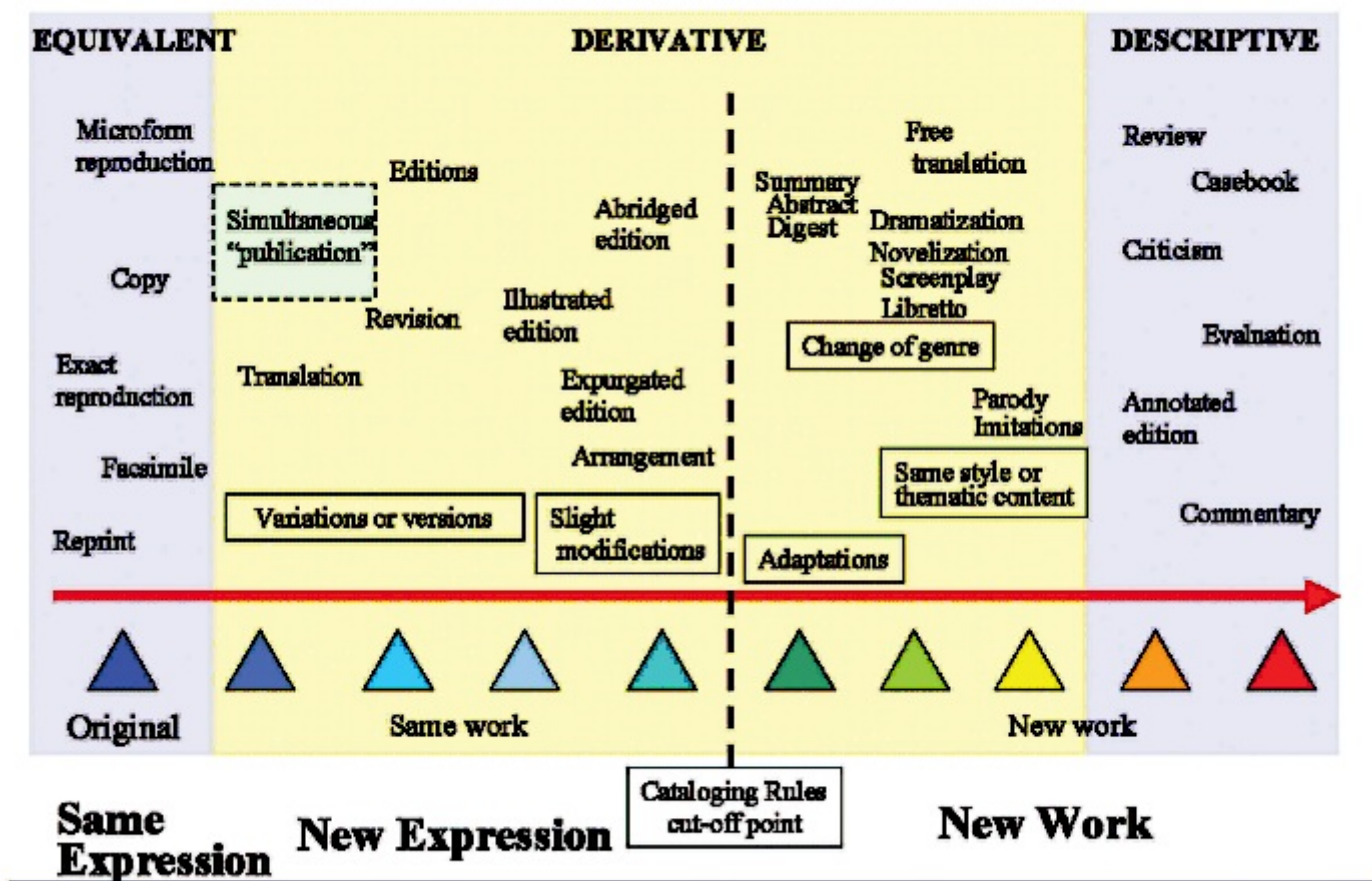 EQUIVALENT
DERIVATIVE
DESCRIPTIVE
Microform
reproduction
Copy
Exact
reproduction
Facsimile
Reprint
Simultaneous
“publication”
Editions
Abridged
edition
Revision
Illustrated
edition
Translation
Expurgated
edition
Arrangement
Variations or versions
Slight
modifications
Free
translation
Summary
Abstract
Digest
Dramatization
Novelization
Screenplay
Libretto
Change of genre
Parody
Imitations
Same style or
thematic content
Adaptations
Review
Casebook
Criticism
Evaluation
Annotated
edition
Commentary
Original
Same work
New work
Same
Expression
New Expression
Cataloging Rules
cut-off point
New Work